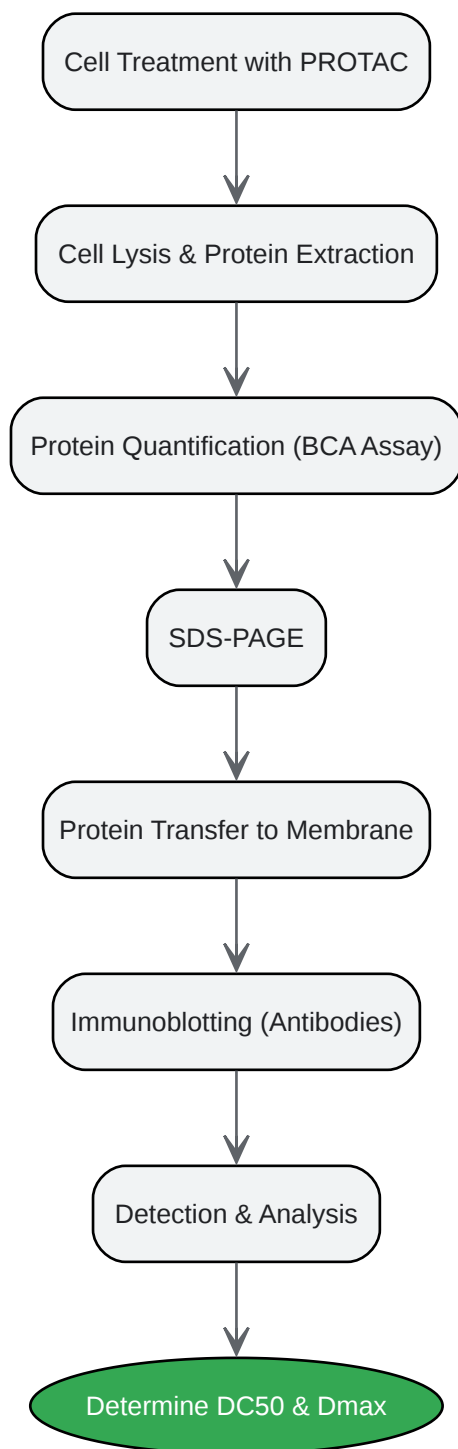 Cell Treatment with PROTAC
Cell Lysis & Protein Extraction
Protein Quantification (BCA Assay)
SDS-PAGE
Protein Transfer to Membrane
Immunoblotting (Antibodies)
Detection & Analysis
Determine DC50 & Dmax